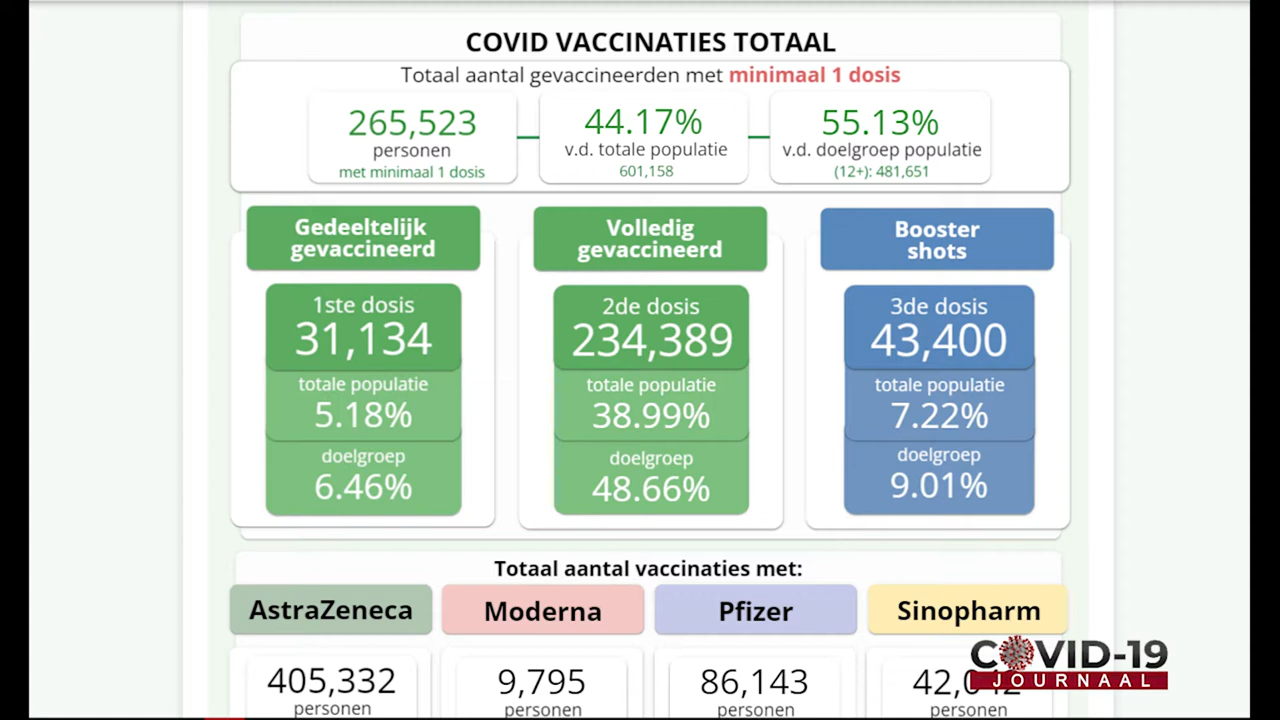 COVID VACCINATIES TOTAAL
Totaal aantal gevaccineerden met minimaal 1 dosis
265,523
personen
met minimaal 1 dosis
44.17%
v.d. totale populatie
601,158
55.13%
v.d. doelgroep populatie
(12+): 481,651
Gedeeltelijk
gevaccineerd
1ste dosis
31,134
totale populatie
5.18%
doelgroep
6.46%
Volledig
gevaccineerd
2de dosis
234,389
totale populatie
38.99%
doelgroep
48.66%
Booster
shots
3de dosis
43,400
totale populatie
7.22%
doelgroep
9.01%
Totaal aantal vaccinaties met:
AstraZeneca
405,332
personen
Moderna
9,795
personen
Pfizer
86,143
personen
Sinopharm
personen
COVID-19
JOURNAAL